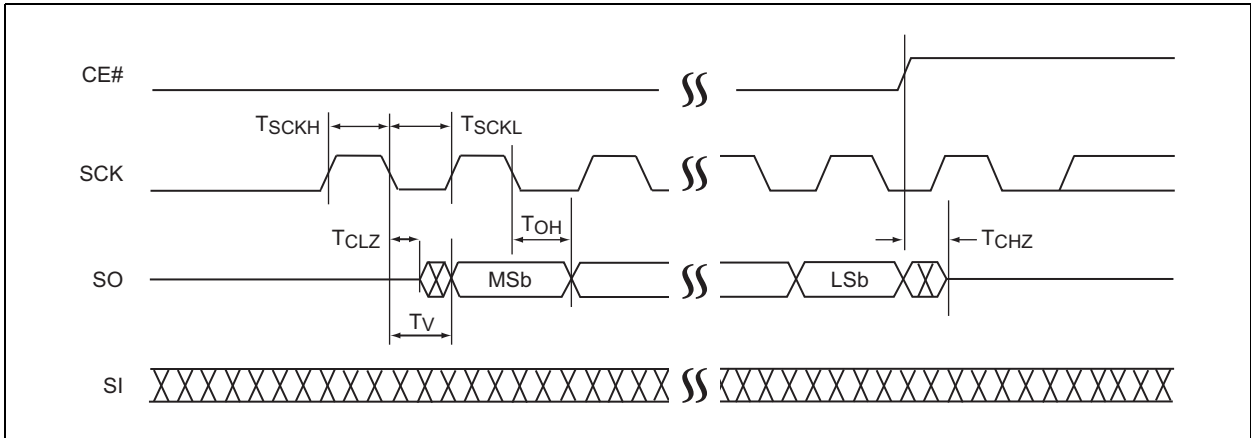 CE#
TSCKH
TSCKL
SCK
TOH
TCLZ
TCHZ
SO
MSb
LSb
TV
SI